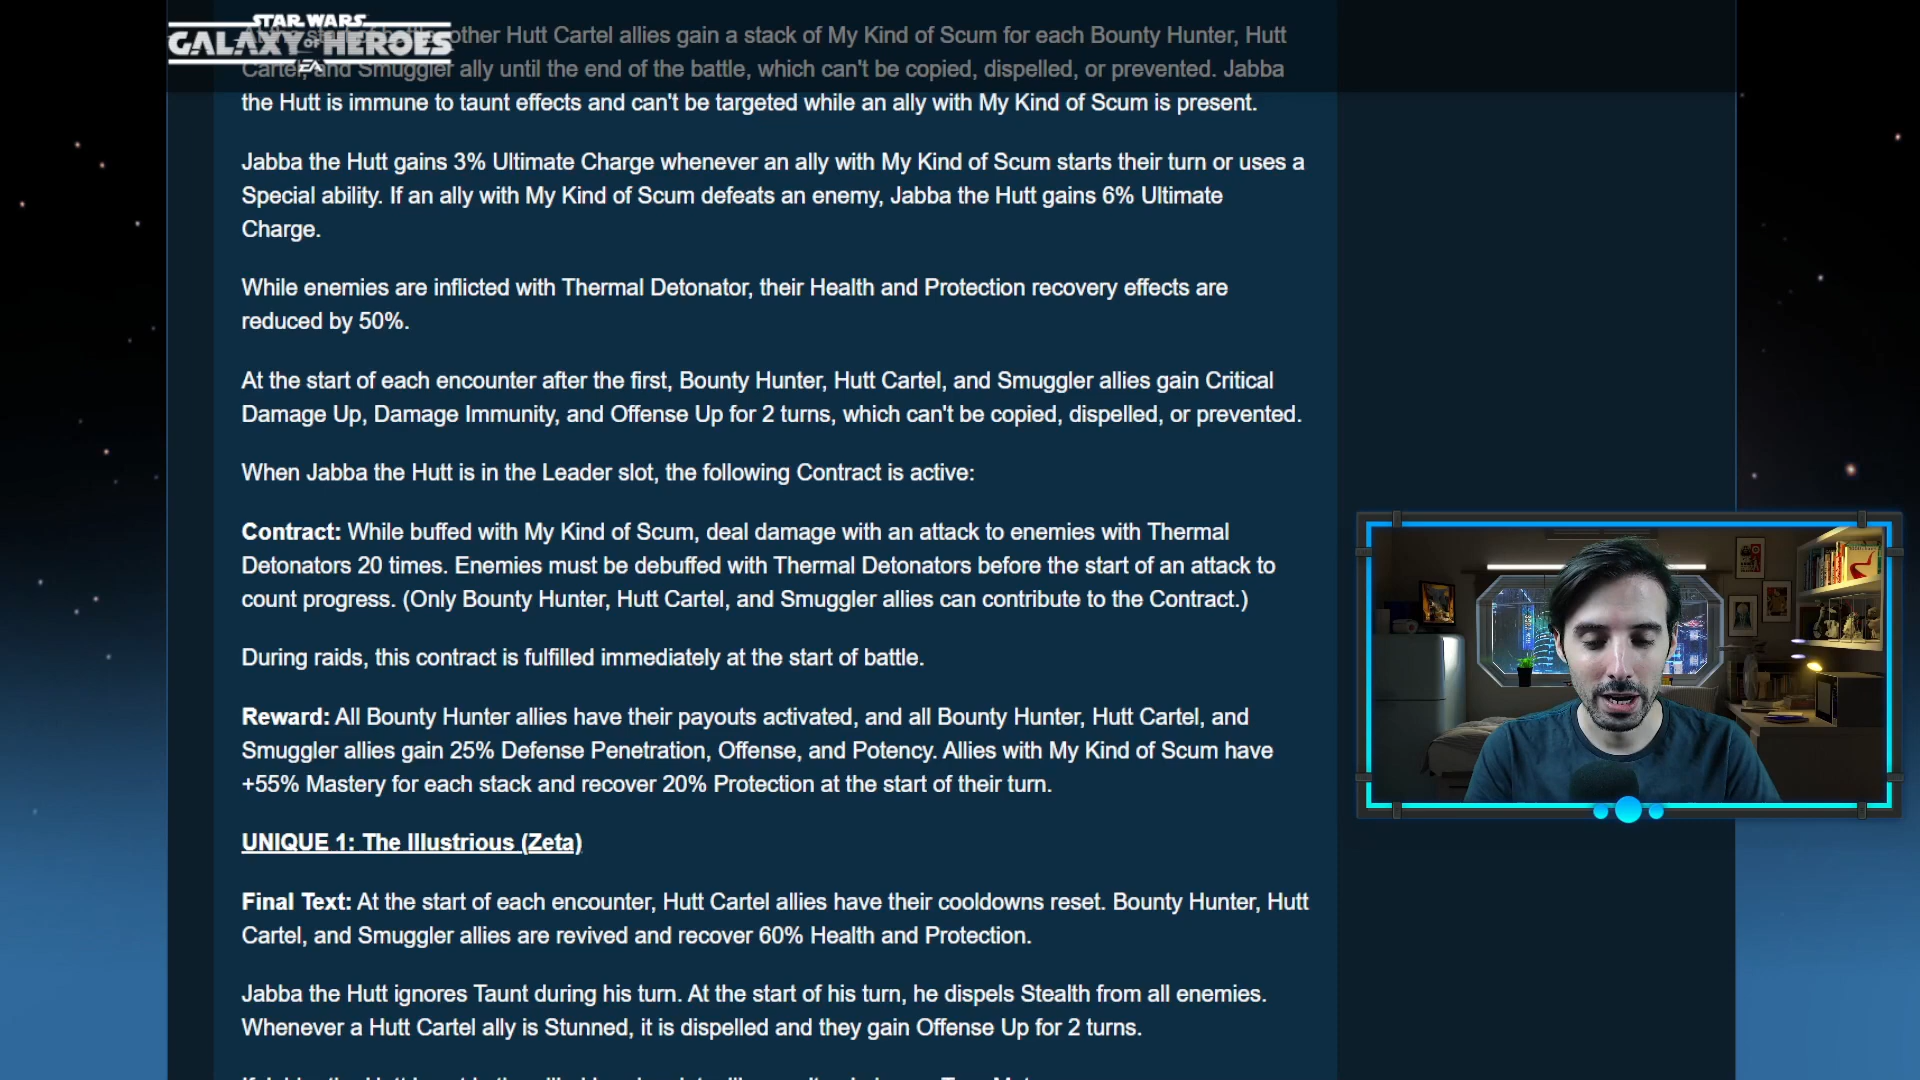 STAR WARS
GALAXY OF HEROES
EA
other Hutt Cartel allies gain a stack of My Kind of Scum for each Bounty Hunter, Hutt
Cartel, and Smuggler ally until the end of the battle, which can't be copied, dispelled, or prevented. Jabba
the Hutt is immune to taunt effects and can't be targeted while an ally with My Kind of Scum is present.
Jabba the Hutt gains 3% Ultimate Charge whenever an ally with My Kind of Scum starts their turn or uses a
Special ability. If an ally with My Kind of Scum defeats an enemy, Jabba the Hutt gains 6% Ultimate
Charge.
While enemies are inflicted with Thermal Detonator, their Health and Protection recovery effects are
reduced by 50%.
At the start of each encounter after the first, Bounty Hunter, Hutt Cartel, and Smuggler allies gain Critical
Damage Up, Damage Immunity, and Offense Up for 2 turns, which can't be copied, dispelled, or prevented.
When Jabba the Hutt is in the Leader slot, the following Contract is active:
Contract: While buffed with My Kind of Scum, deal damage with an attack to enemies with Thermal
Detonators 20 times. Enemies must be debuffed with Thermal Detonators before the start of an attack to
count progress. (Only Bounty Hunter, Hutt Cartel, and Smuggler allies can contribute to the Contract.)
During raids, this contract is fulfilled immediately at the start of battle.
Reward: All Bounty Hunter allies have their payouts activated, and all Bounty Hunter, Hutt Cartel, and
Smuggler allies gain 25% Defense Penetration, Offense, and Potency. Allies with My Kind of Scum have
+55% Mastery for each stack and recover 20% Protection at the start of their turn.
UNIQUE 1: The Illustrious (Zeta)
Final Text: At the start of each encounter, Hutt Cartel allies have their cooldowns reset. Bounty Hunter, Hutt
Cartel, and Smuggler allies are revived and recover 60% Health and Protection.
Jabba the Hutt ignores Taunt during his turn. At the start of his turn, he dispels Stealth from all enemies.
Whenever a Hutt Cartel ally is Stunned, it is dispelled and they gain Offense Up for 2 turns.